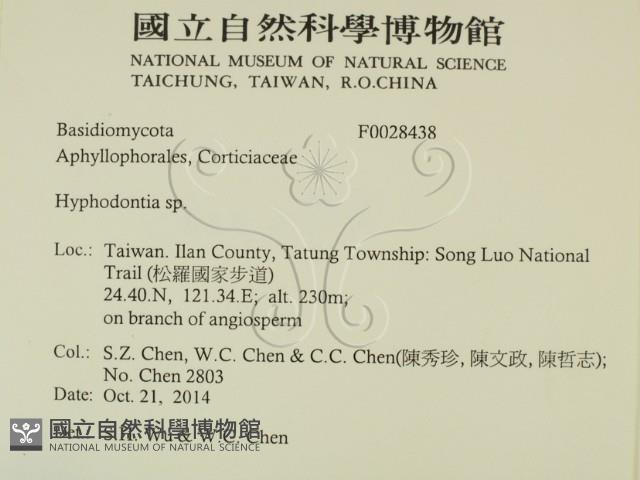 國立自然科學博物館
NATIONAL MUSEUM OF NATURAL SCIENCE
TAICHUNG, TAIWAN, R.O.CHINA
Basidiomycota F0028438
Aphyllophorales, Corticiaceae
Hyphodontia sp.
Loc.: Taiwan. Ilan County, Tatung Township: Song Luo National
Trail (松羅國家步道)
24.40.N, 121.34.E; alt. 230m;
on branch of angiosperm
Col.: S.Z. Chen, W.C. Chen & C.C. Chen(陳秀珍, 陳文政, 陳哲志);
No. Chen 2803
Date: Oct. 21, 2014
Wu & W.C. Chen
國立自然科學博物館
NATIONAL MUSEUM OF NATURAL SCIENCE